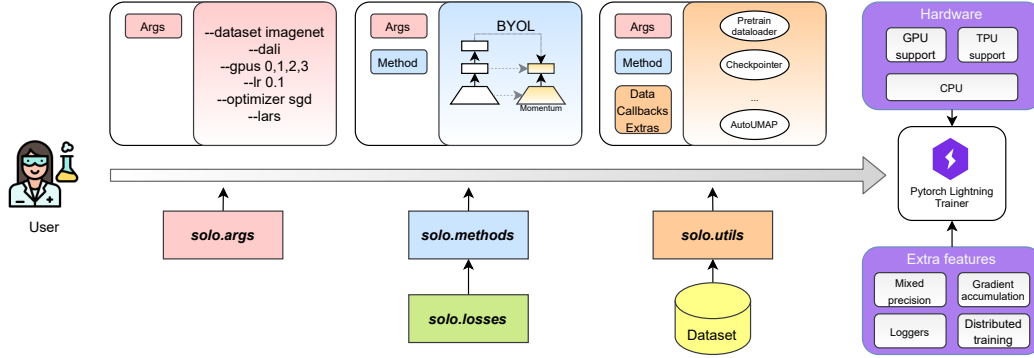 Args
--dataset imagenet
--dali
--gpus 0,1,2,3
--lr 0.1
--optimizer sgd
--lars
Args
Method
BYOL
Momentum
Args
Method
Data
Callbacks
Extras
Pretrain
dataloader
Checkpointer
...
AutoUMAP
Hardware
GPU
support
TPU
support
CPU
User
Pytorch Lightning
Trainer
solo.args
solo.methods
solo.utils
solo.losses
Dataset
Extra features
Mixed
precision
Gradient
accumulation
Loggers
Distributed
training